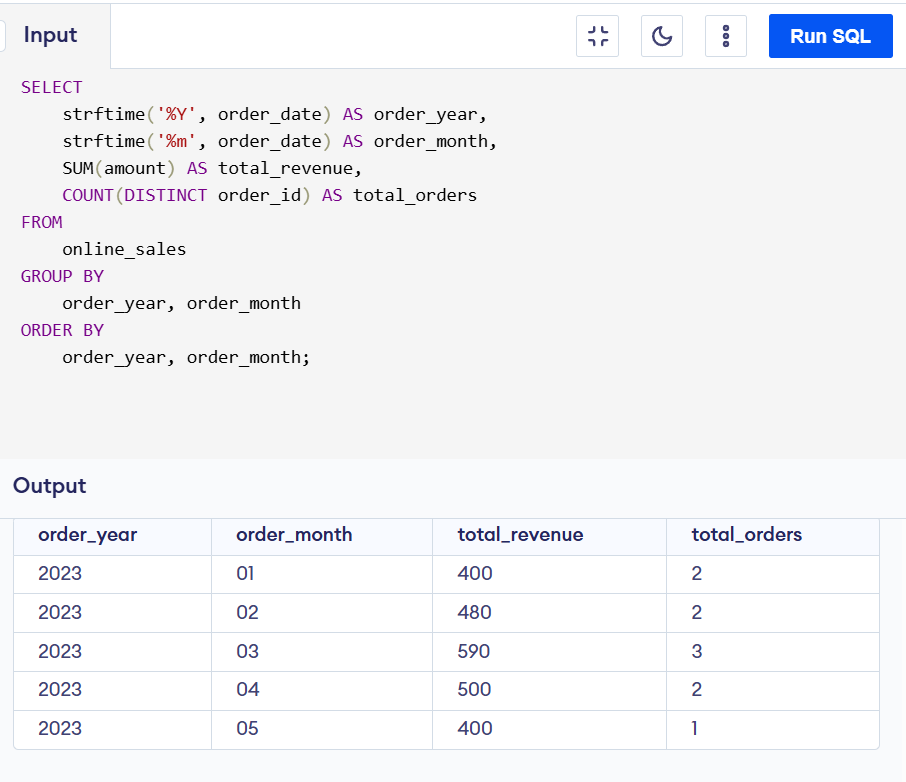 Input
Run SQL
SELECT
    strftime('%Y', order_date) AS order_year,
    strftime('%m', order_date) AS order_month,
    SUM(amount) AS total_revenue,
    COUNT(DISTINCT order_id) AS total_orders
FROM
    online_sales
GROUP BY
    order_year, order_month
ORDER BY
    order_year, order_month;
Output
order_year order_month total_revenue total_orders
2023 01 400 2
2023 02 480 2
2023 03 590 3
2023 04 500 2
2023 05 400 1